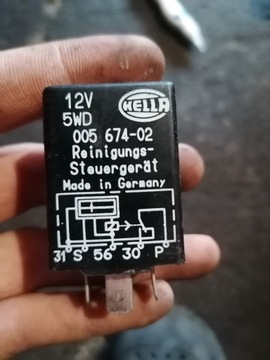 12V
HELLA
5WD
005 674-02
Reinigungs-
Steuergerät
Made in Germany
31 S 56 30 P